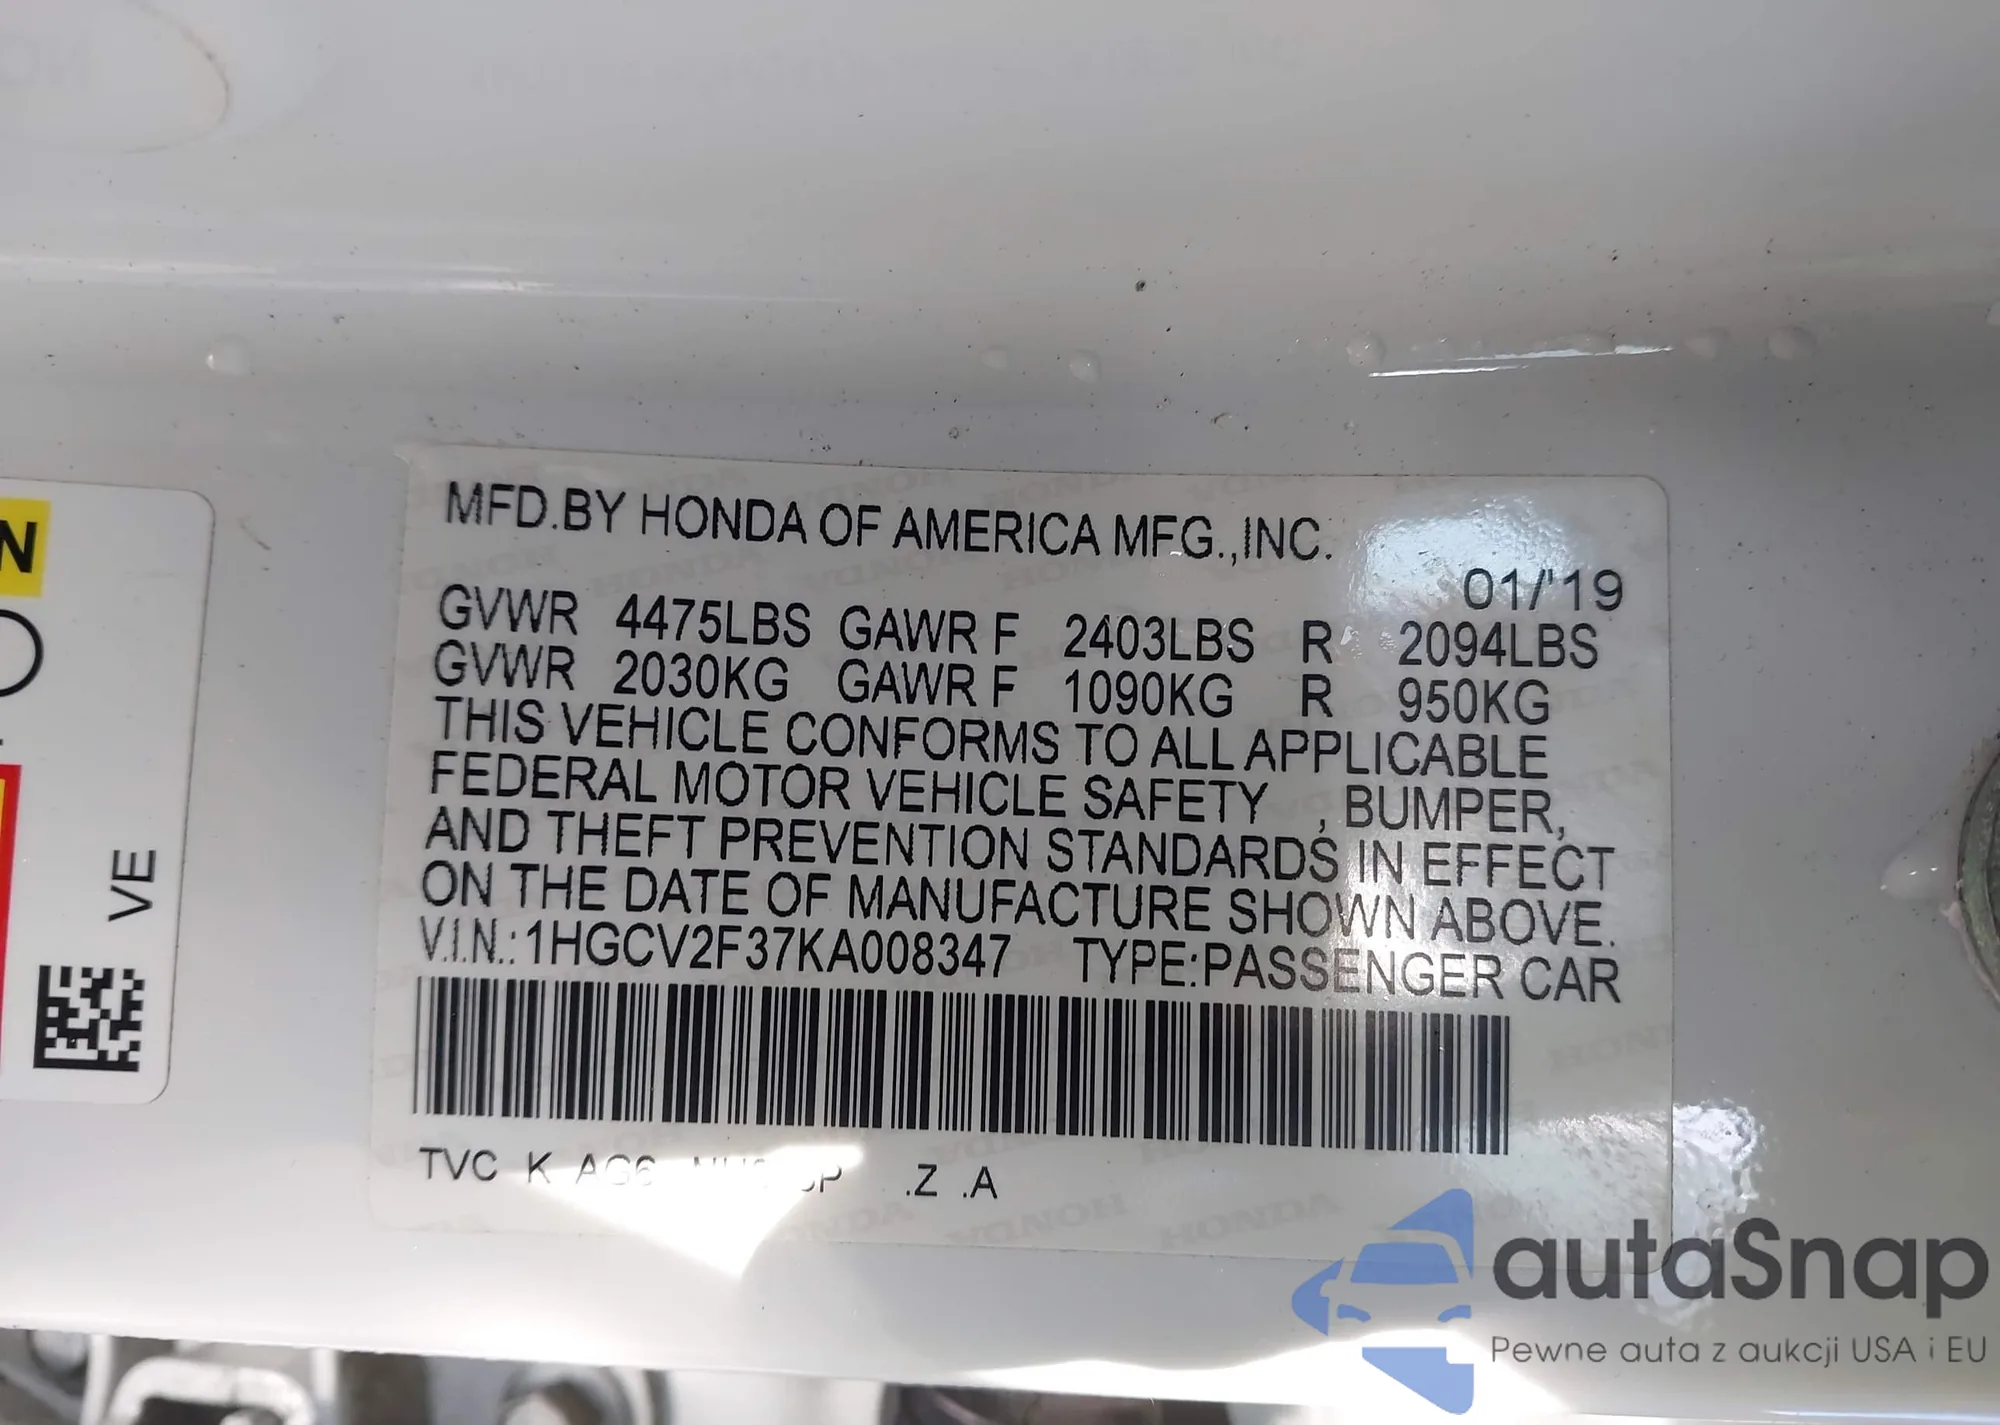 N
VE
MFD.BY HONDA OF AMERICA MFG.,INC.
01/'19
GVWR 4475LBS GAWR F 2403LBS R 2094LBS
GVWR 2030KG GAWR F 1090KG R 950KG
THIS VEHICLE CONFORMS TO ALL APPLICABLE
FEDERAL MOTOR VEHICLE SAFETY , BUMPER,
AND THEFT PREVENTION STANDARDS IN EFFECT
ON THE DATE OF MANUFACTURE SHOWN ABOVE.
V.I.N.:1HGCV2F37KA008347 TYPE:PASSENGER CAR
TVC K .Z .A
autaSnap
Pewne auta z aukcji USA i EU